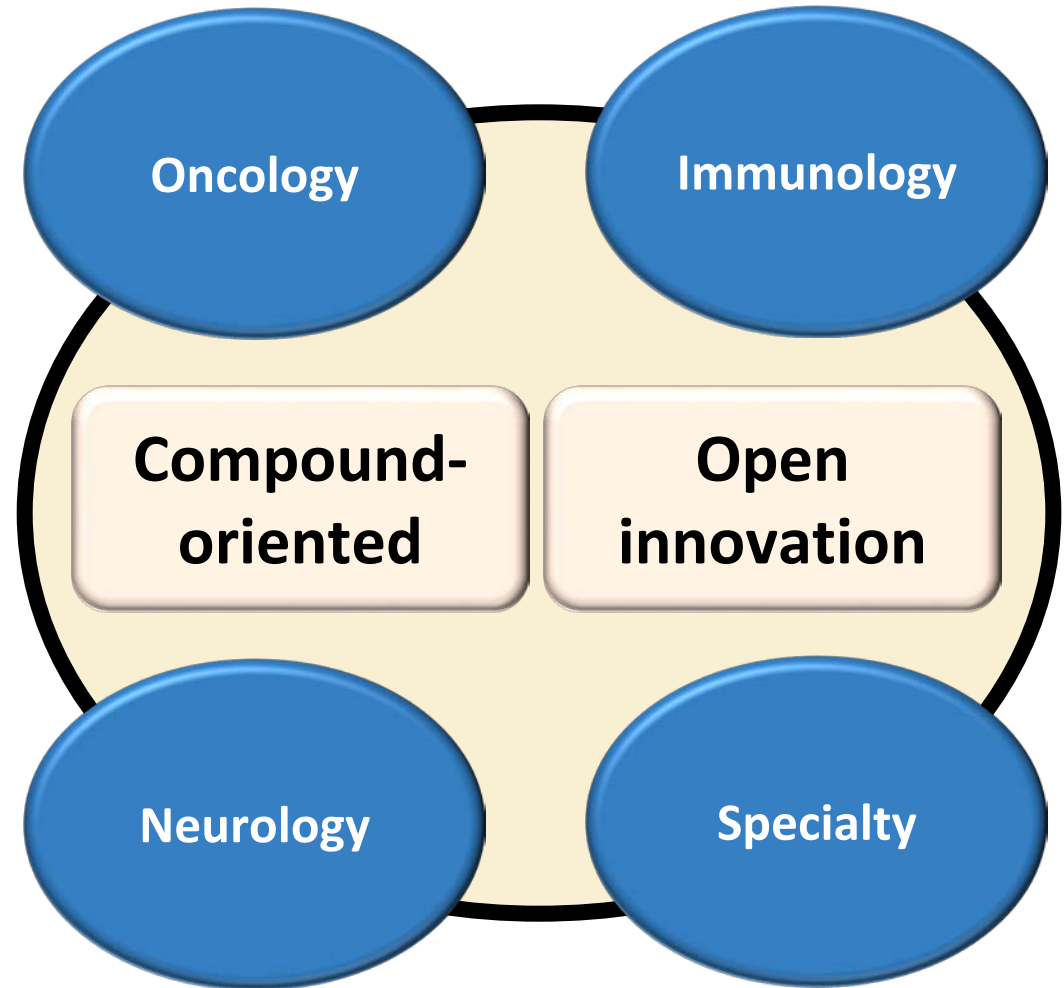 Oncology
Immunology
Compound-
oriented
Open
innovation
Neurology
Specialty